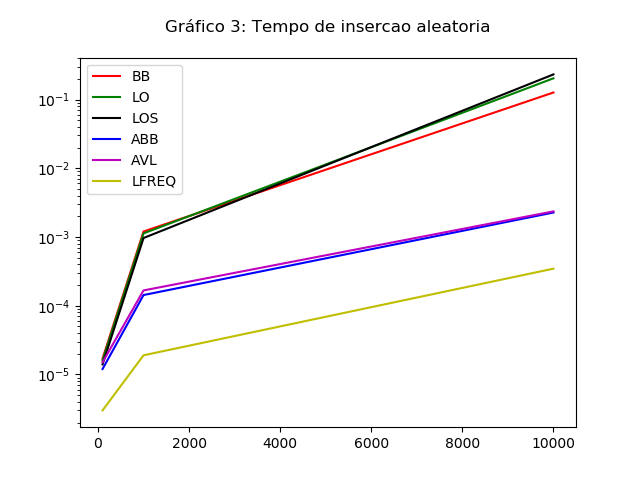 Gráfico 3: Tempo de insercao aleatoria
BB
LO
LOS
ABB
AVL
LFREQ
10⁻¹
10⁻²
10⁻³
10⁻⁴
10⁻⁵
0 2000 4000 6000 8000 10000